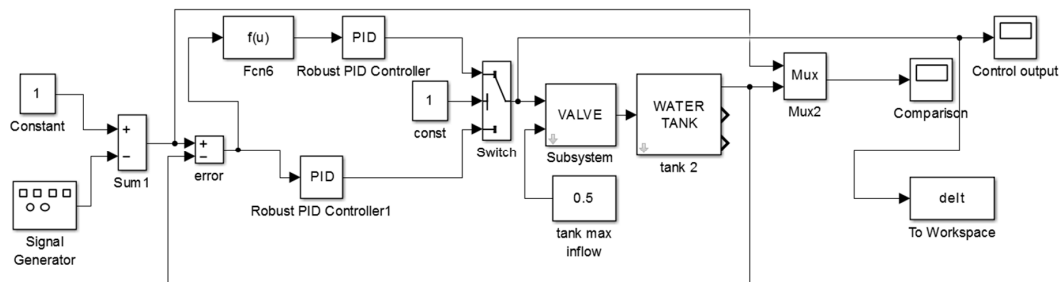 f(u)
Fcn6
PID
Robust PID Controller
1
Constant
+
−
Sum1
+
−
error
Signal
Generator
PID
Robust PID Controller1
1
const
Switch
VALVE
Subsystem
0.5
tank max
inflow
WATER
TANK
tank 2
Mux
Mux2
Comparison
Control output
delt
To Workspace